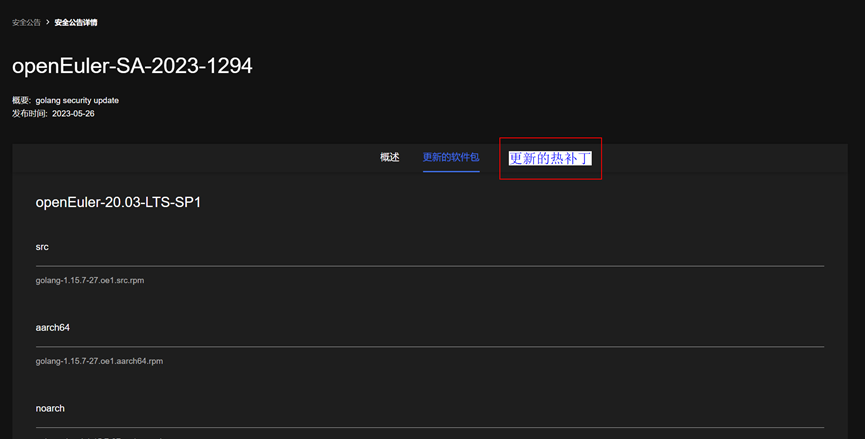 安全公告 > 安全公告详情
openEuler-SA-2023-1294
概要: golang security update
发布时间: 2023-05-26
概述 更新的软件包 更新的热补丁
openEuler-20.03-LTS-SP1
src
golang-1.15.7-27.oe1.src.rpm
aarch64
golang-1.15.7-27.oe1.aarch64.rpm
noarch